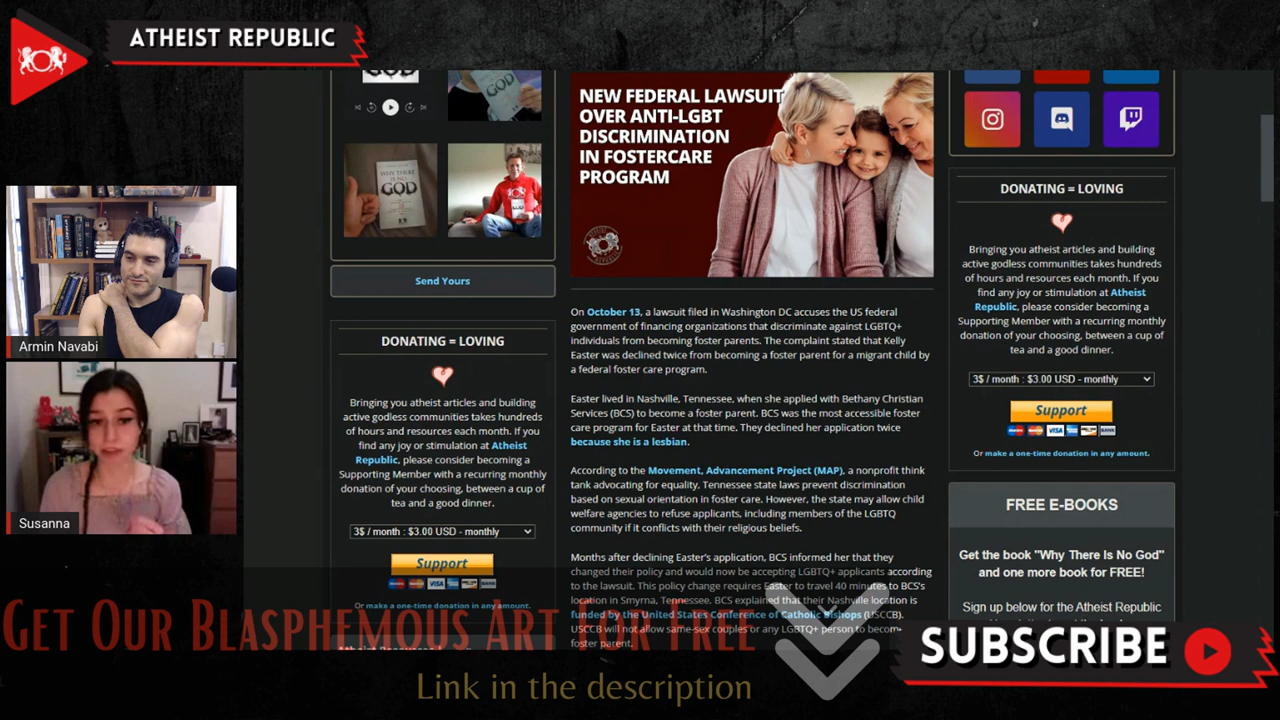 ATHEIST REPUBLIC
GOD
GOD
WHY THERE
IS NO
GOD
Send Yours
DONATING = LOVING
Bringing you atheist articles and building
active godless communities takes hundreds
of hours and resources each month. If you
find any joy or stimulation at Atheist
Republic, please consider becoming a
Supporting Member with a recurring monthly
donation of your choosing, between a cup of
tea and a good dinner.
3$ / month : $3.00 USD - monthly
Support
VISA
BANK
Or make a one-time donation in any amount.
NEW FEDERAL LAWSUIT
OVER ANTI-LGBT
DISCRIMINATION
IN FOSTERCARE
PROGRAM
On October 13, a lawsuit filed in Washington DC accuses the US federal
government of financing organizations that discriminate against LGBTQ+
individuals from becoming foster parents. The complaint stated that Kelly
Easter was declined twice from becoming a foster parent for a migrant child by
a federal foster care program.
Easter lived in Nashville, Tennessee, when she applied with Bethany Christian
Services (BCS) to become a foster parent. BCS was the most accessible foster
care program for Easter at that time. They declined her application twice
because she is a lesbian.
According to the Movement, Advancement Project (MAP), a nonprofit think
tank advocating for equality, Tennessee state laws prevent discrimination
based on sexual orientation in foster care. However, the state may allow child
welfare agencies to refuse applicants, including members of the LGBTQ
community if it conflicts with their religious beliefs.
Months after declining Easter's application, BCS informed her that they
changed their policy and would now be accepting LGBTQ+ applicants according
to the lawsuit. This policy change requires Easter to travel 40 minutes to BCS's
location in Smyrna, Tennessee. BCS explained that their Nashville location is
funded by the United States Conference of Catholic Bishops (USCCB).
USCCB will not allow same-sex couples or any LGBTQ+ person to become
foster parent.
DONATING = LOVING
Bringing you atheist articles and building
active godless communities takes hundreds
of hours and resources each month. If you
find any joy or stimulation at Atheist
Republic, please consider becoming a
Supporting Member with a recurring monthly
donation of your choosing, between a cup of
tea and a good dinner.
3$ / month : $3.00 USD - monthly
Support
VISA
BANK
Or make a one-time donation in any amount.
FREE E-BOOKS
Get the book "Why There Is No God"
and one more book for FREE!
Sign up below for the Atheist Republic
Armin Navabi
Susanna
Get Our Blasphemous Art For Free
Link in the description
SUBSCRIBE